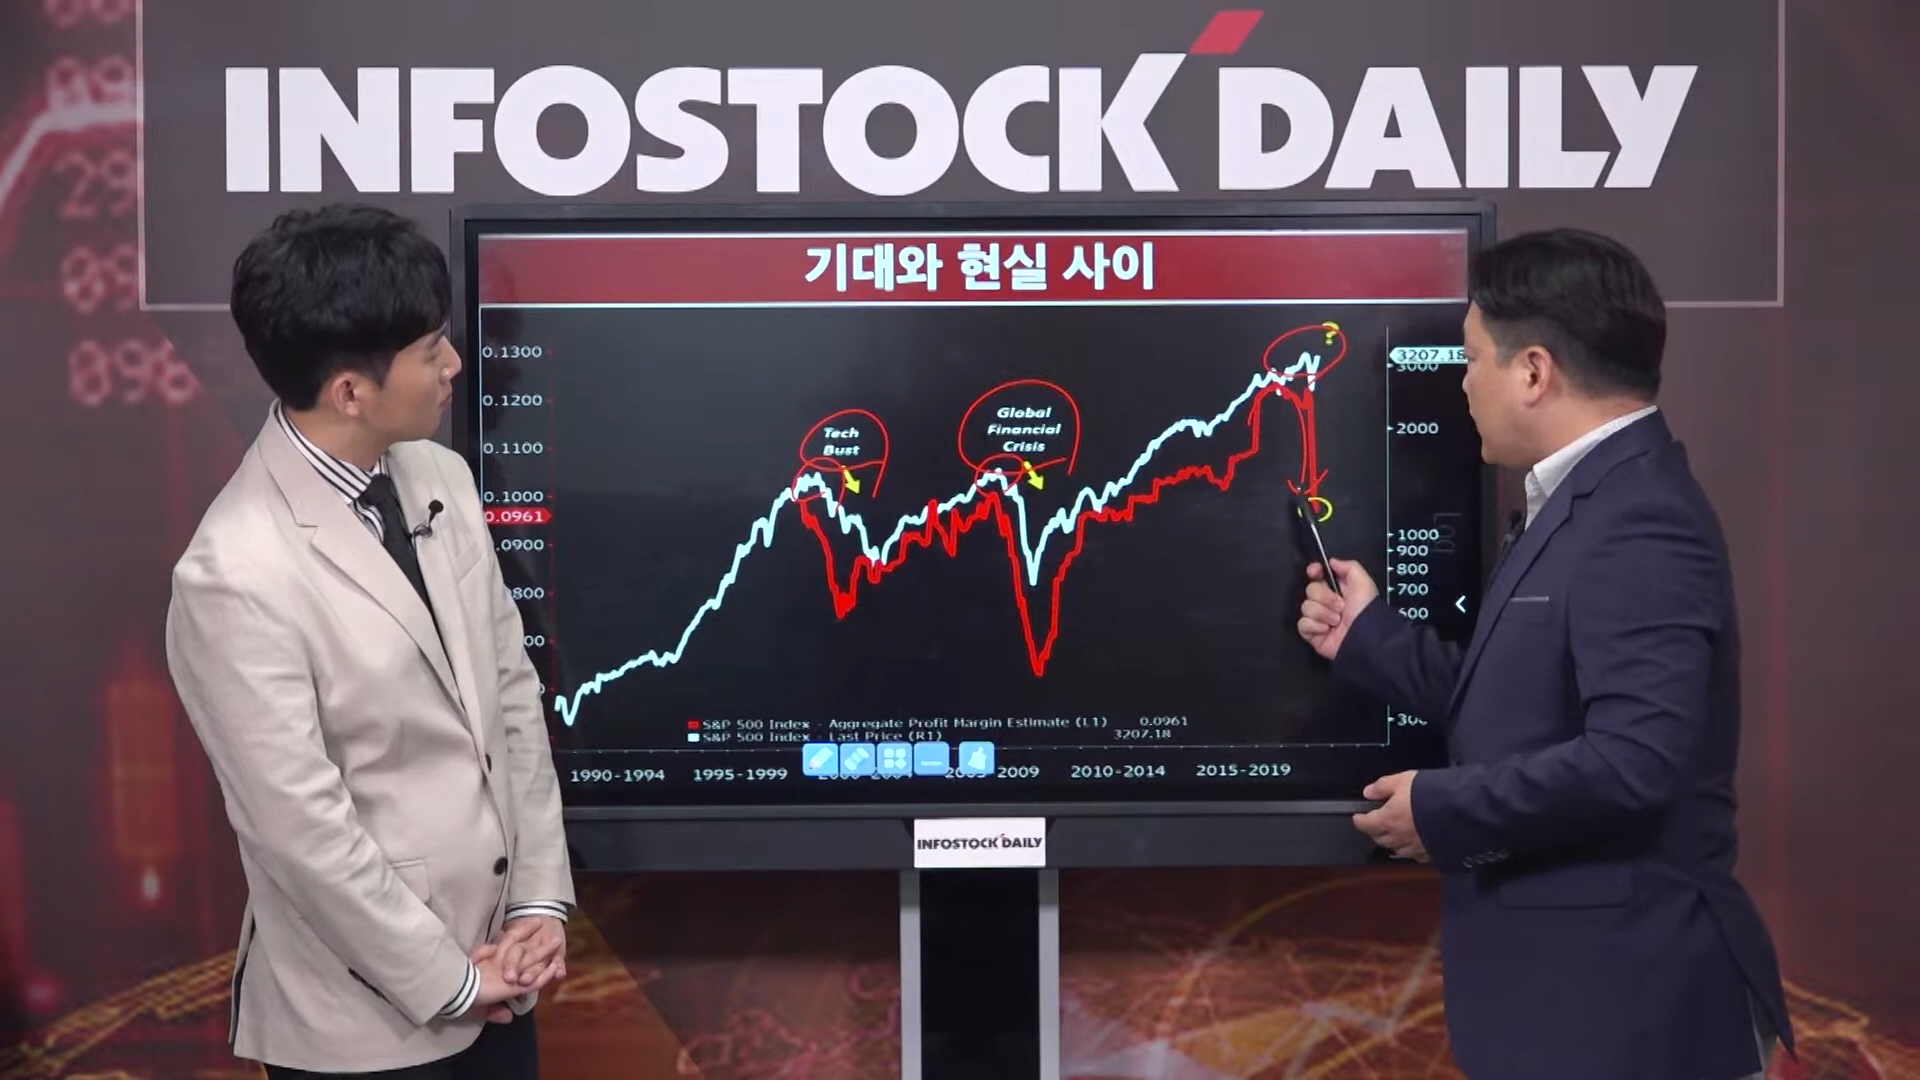 INFOSTOCK DAILY
기대와 현실 사이
0.1300
0.1200
0.1100
0.1000
0.0961
.0900
Tech
Bust
Global
Financial
Crisis
?
3207.18
3000
2000
1000
900
800
700
600
Log
<
S&P 500 Index - Aggregate Profit Margin Estimate (L1) 0.0961
S&P 500 Index - Last Price (R1) 3207.18
1990-1994 1995-1999 2009 2010-2014 2015-2019
INFOSTOCK DAILY